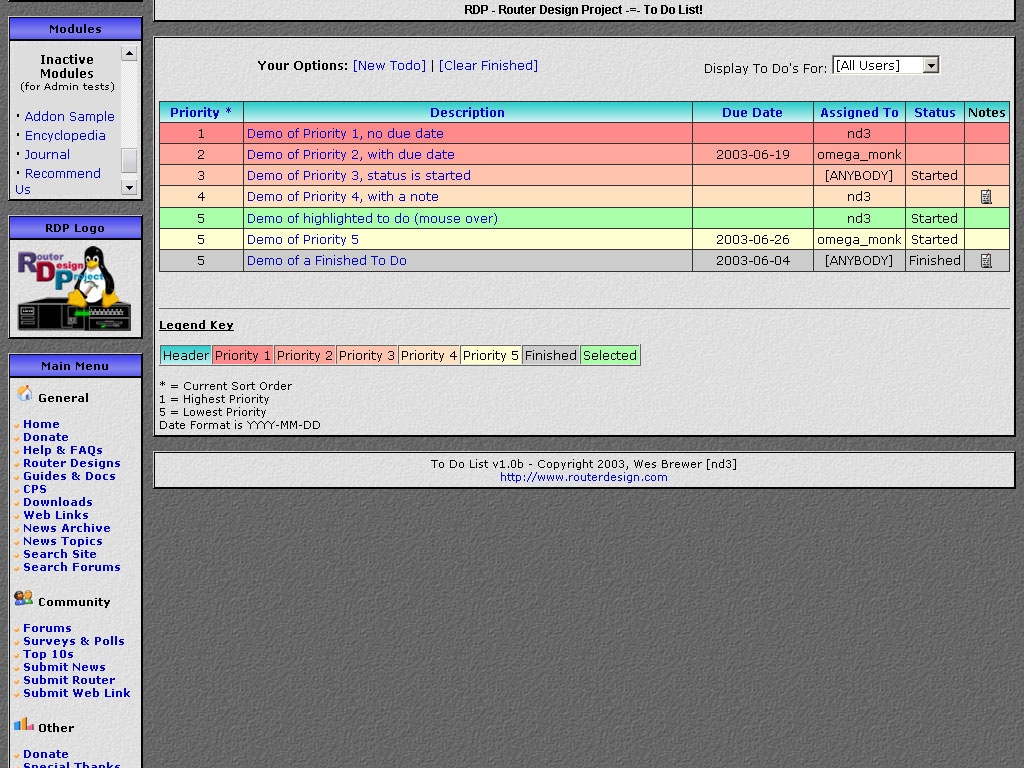 RDP - Router Design Project -=- To Do List!
Modules
Inactive
Modules
(for Admin tests)
· Addon Sample
· Encyclopedia
· Journal
· Recommend
Us
RDP Logo
Router
Design
Project
Main Menu
General
Home
Donate
Help & FAQs
Router Designs
Guides & Docs
CPS
Downloads
Web Links
News Archive
News Topics
Search Site
Search Forums
Community
Forums
Surveys & Polls
Top 10s
Submit News
Submit Router
Submit Web Link
Other
Donate
Special Thanks
Your Options: [New Todo] | [Clear Finished]
Display To Do's For: [All Users]
Priority * Description Due Date Assigned To Status Notes
1 Demo of Priority 1, no due date nd3
2 Demo of Priority 2, with due date 2003-06-19 omega_monk
3 Demo of Priority 3, status is started [ANYBODY] Started
4 Demo of Priority 4, with a note nd3
5 Demo of highlighted to do (mouse over) nd3 Started
5 Demo of Priority 5 2003-06-26 omega_monk Started
5 Demo of a Finished To Do 2003-06-04 [ANYBODY] Finished
Legend Key
Header Priority 1 Priority 2 Priority 3 Priority 4 Priority 5 Finished Selected
* = Current Sort Order
1 = Highest Priority
5 = Lowest Priority
Date Format is YYYY-MM-DD
To Do List v1.0b - Copyright 2003, Wes Brewer [nd3]
http://www.routerdesign.com